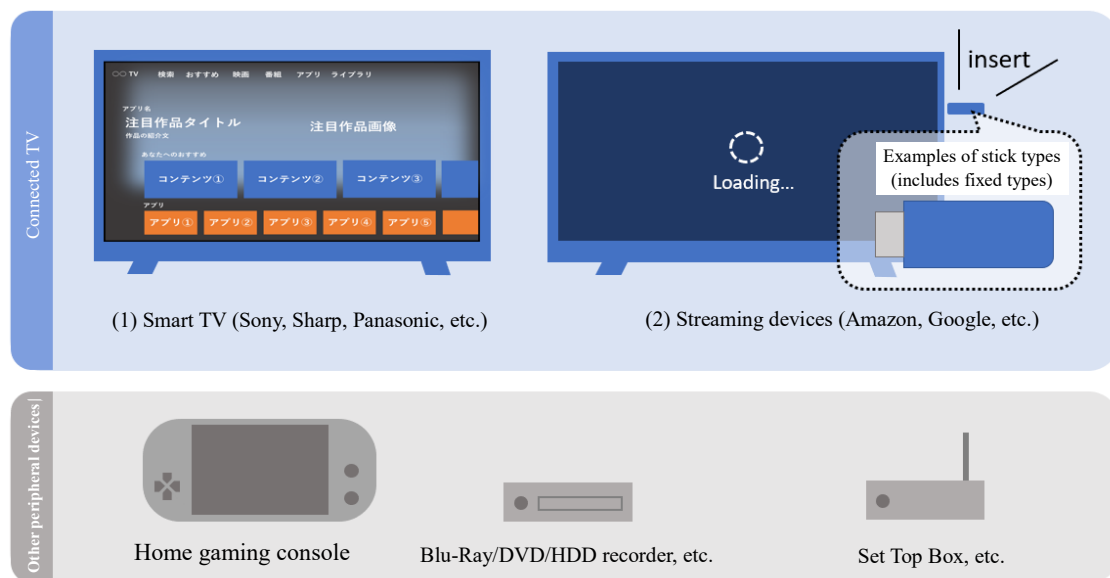 Connected TV
○○ TV 検索 おすすめ 映画 番組 アプリ ライブラリ
アプリ名
注目作品タイトル
作品の紹介文
注目作品画像
あなたへのおすすめ
コンテンツ① コンテンツ② コンテンツ③
アプリ
アプリ① アプリ② アプリ③ アプリ④ アプリ⑤
(1) Smart TV (Sony, Sharp, Panasonic, etc.)
insert
Loading...
Examples of stick types
(includes fixed types)
(2) Streaming devices (Amazon, Google, etc.)
Other peripheral devices|
Home gaming console
Blu-Ray/DVD/HDD recorder, etc.
Set Top Box, etc.